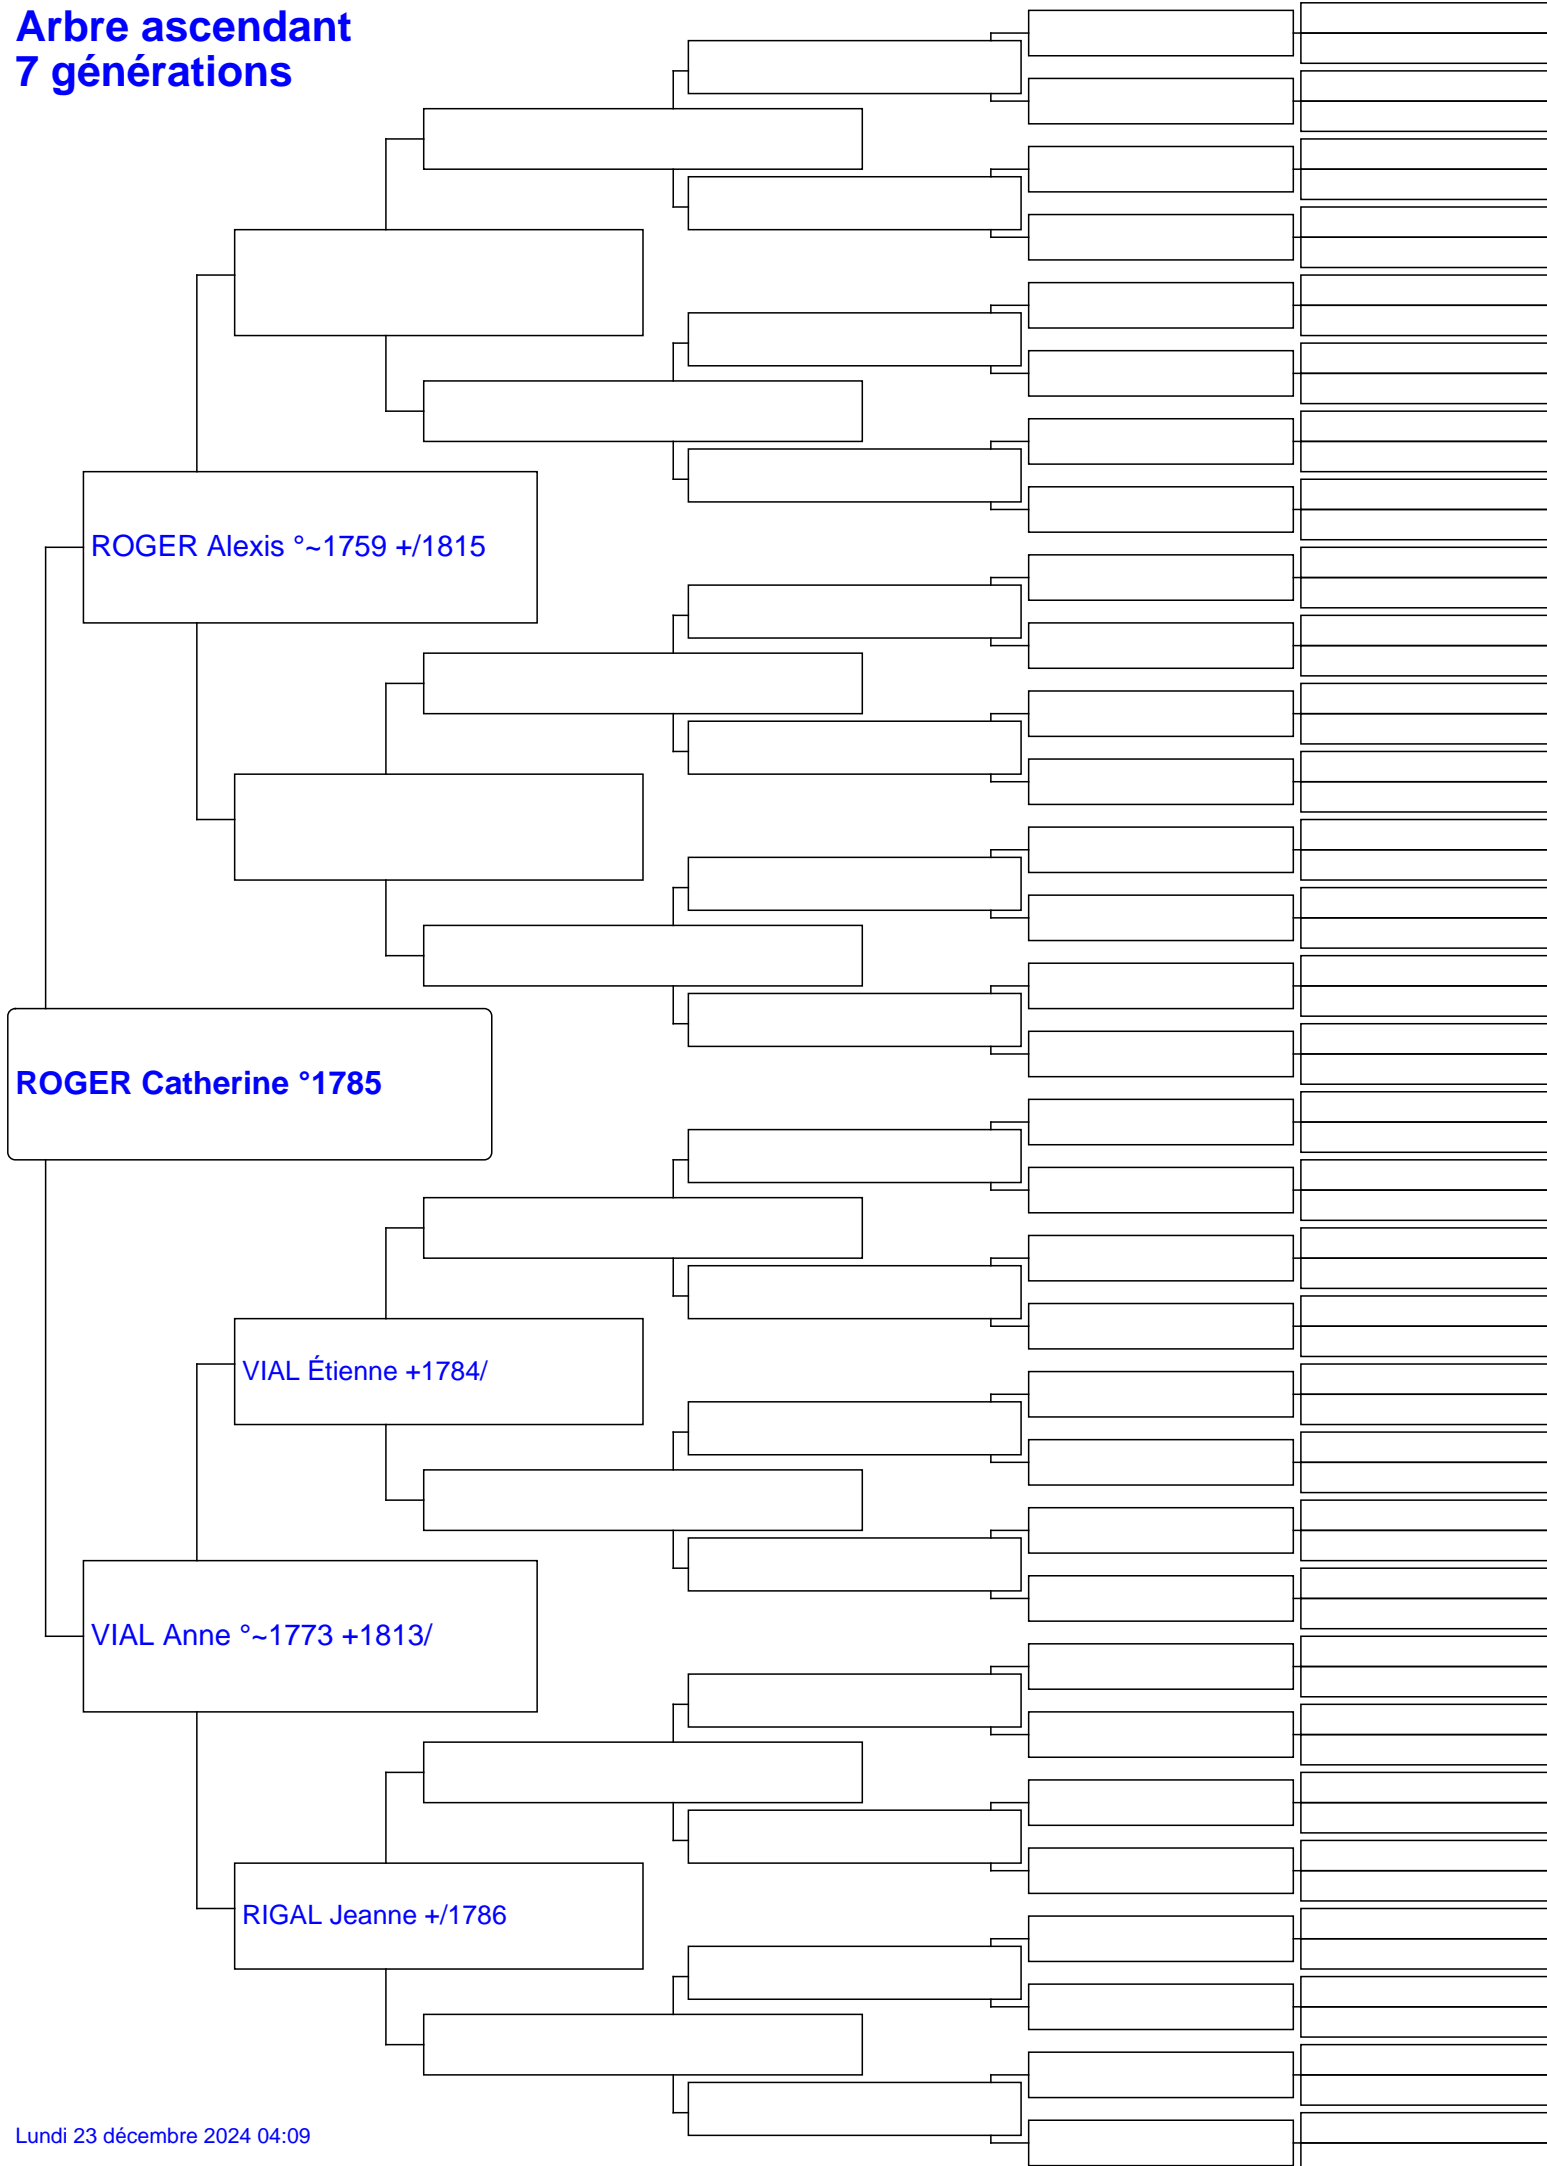 Arbre ascendant
7 générations
ROGER Alexis °~1759 +/1815
ROGER Catherine °1785
VIAL Étienne +1784/
VIAL Anne °~1773 +1813/
RIGAL Jeanne +/1786
Lundi 23 décembre 2024 04:09